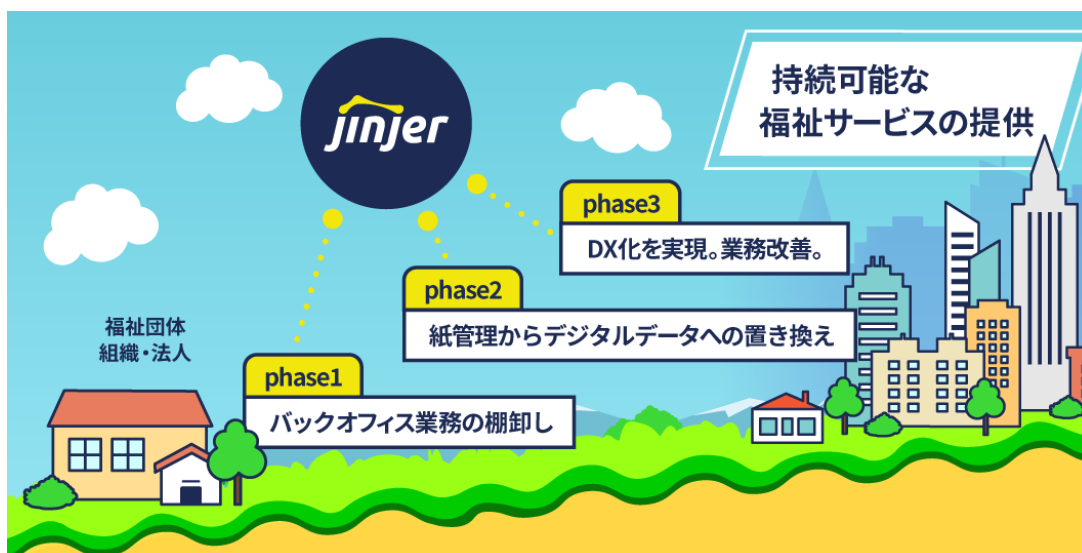 jinjer
持続可能な
福祉サービスの提供
phase3
DX化を実現。業務改善。
phase2
紙管理からデジタルデータへの置き換え
福祉団体
組織・法人
phase1
バックオフィス業務の棚卸し